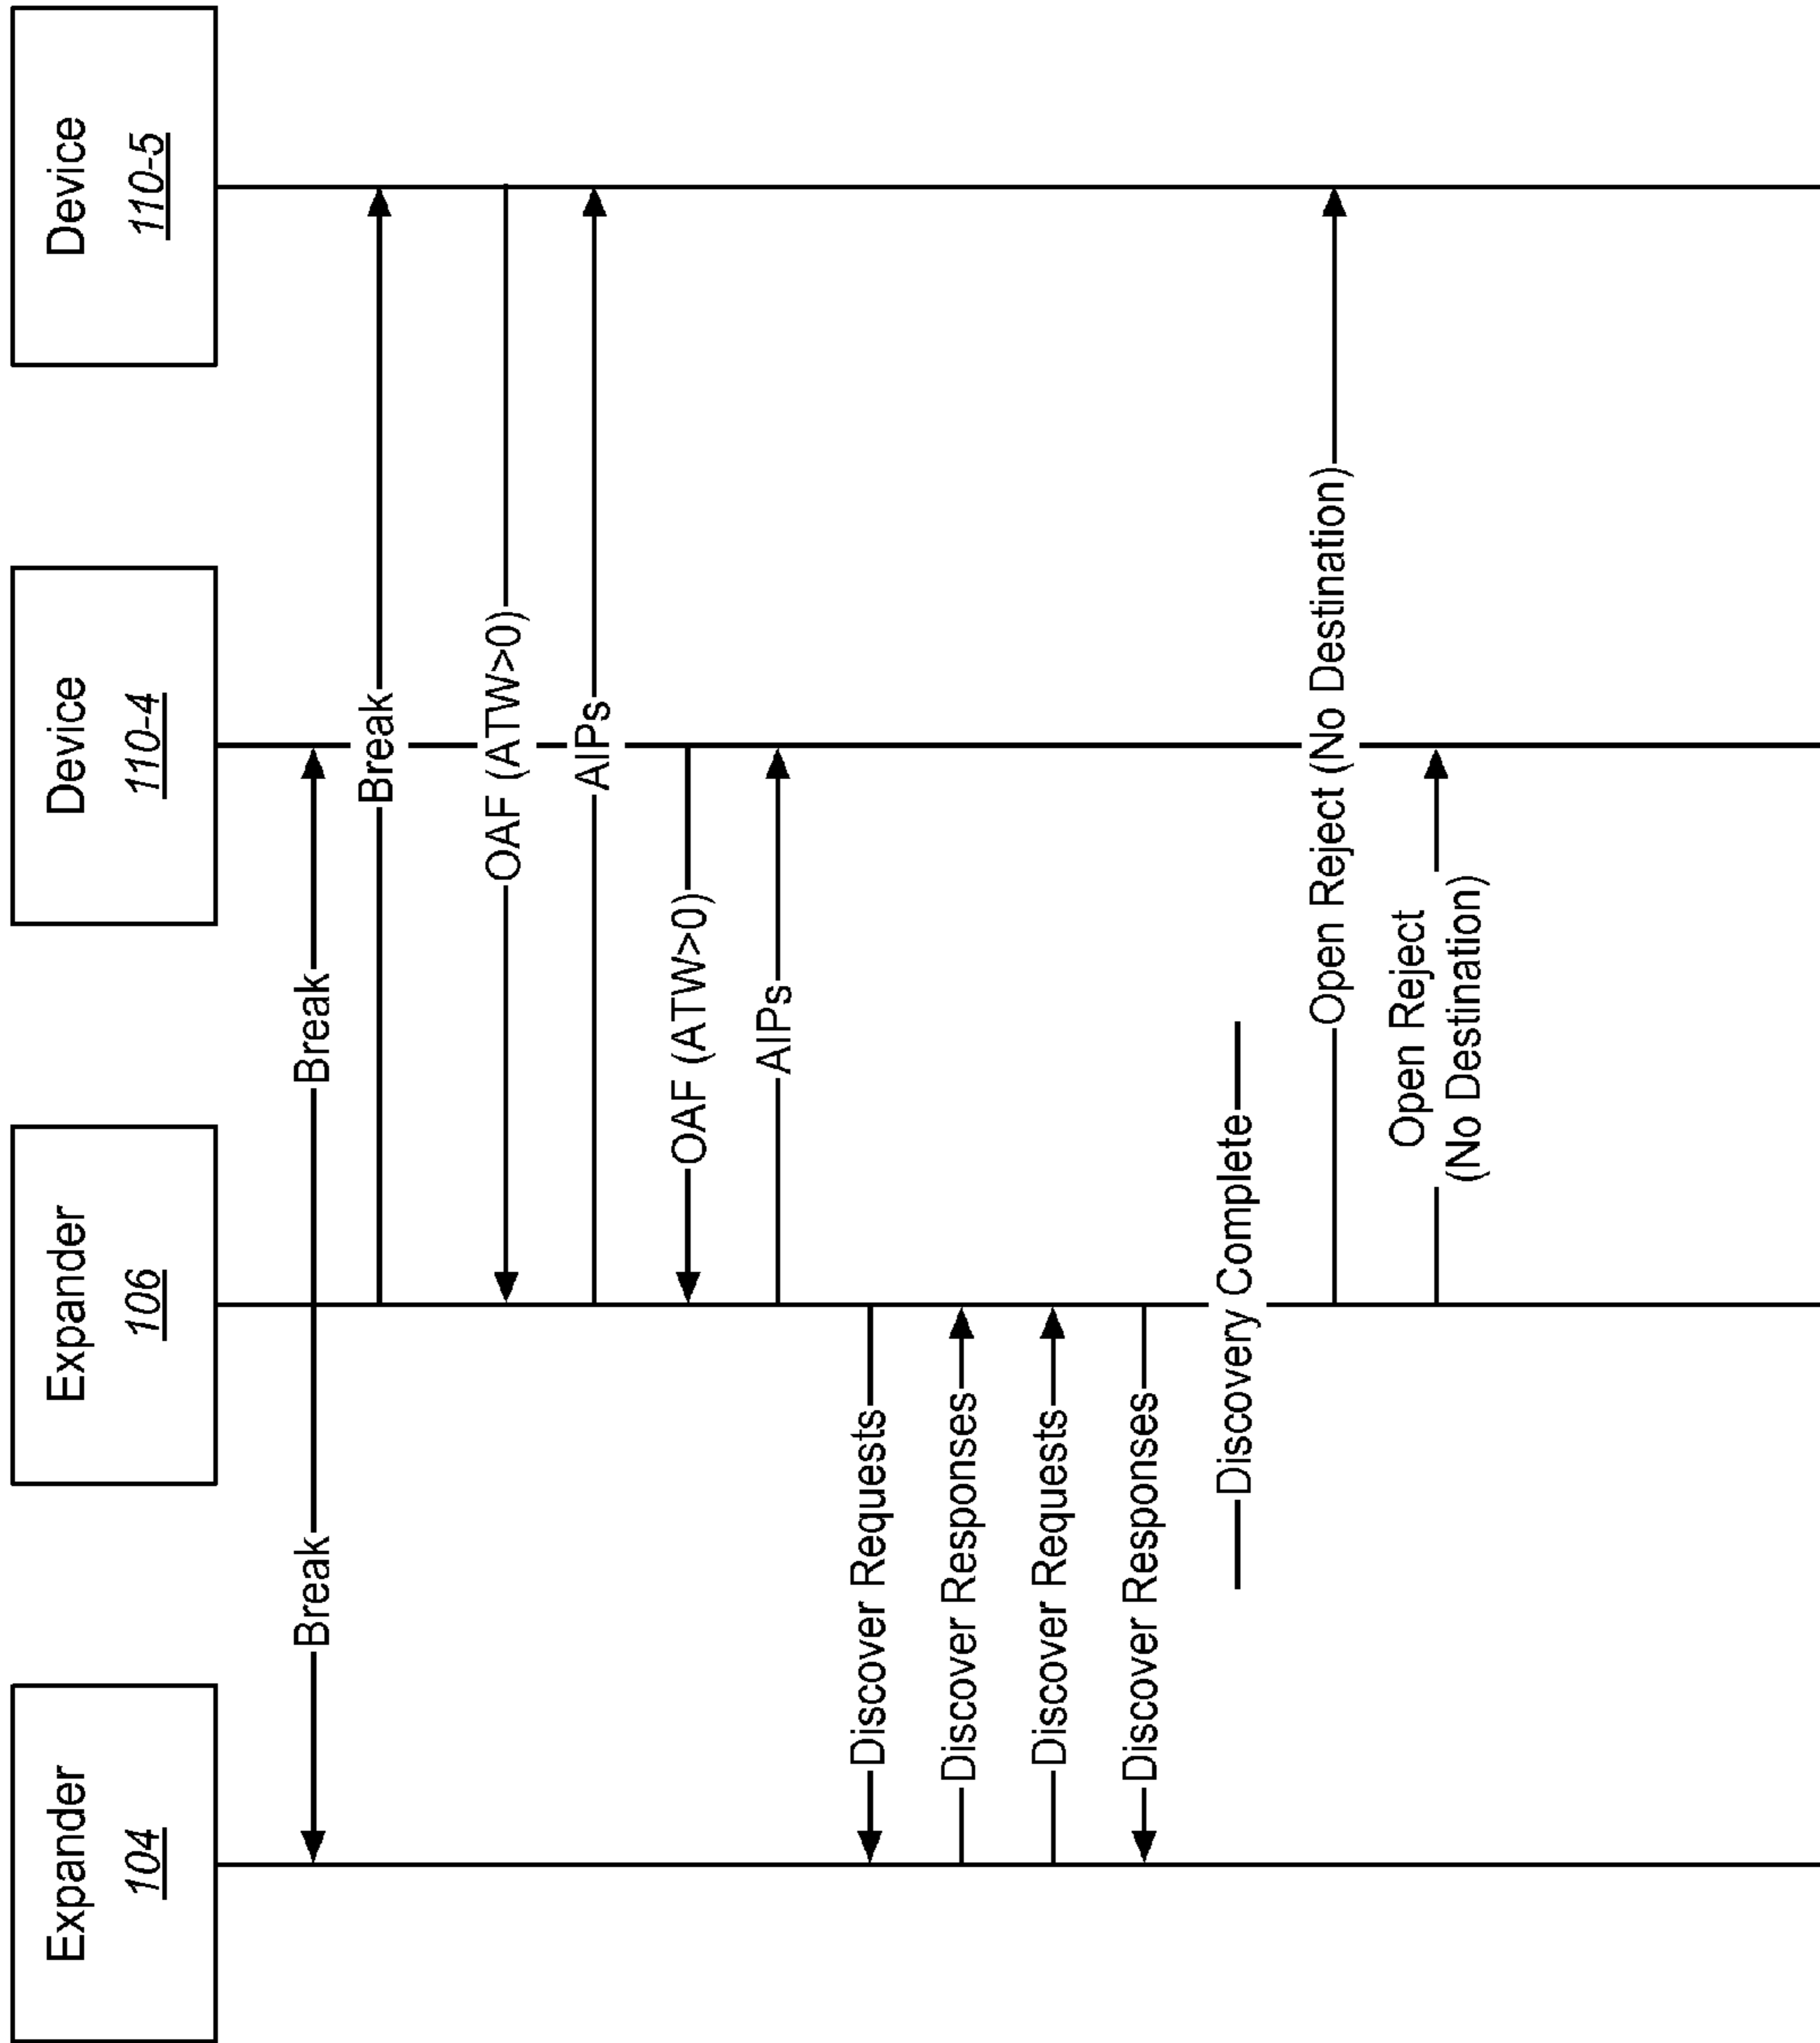 Expander
104
Expander
106
Device
110-4
Device
110-5
Break
Break
Break
OAF (ATW>0)
AIPs
OAF (ATW>0)
AIPs
Discover Requests
Discover Responses
Discover Requests
Discover Responses
Discovery Complete
Open Reject (No Destination)
Open Reject
(No Destination)